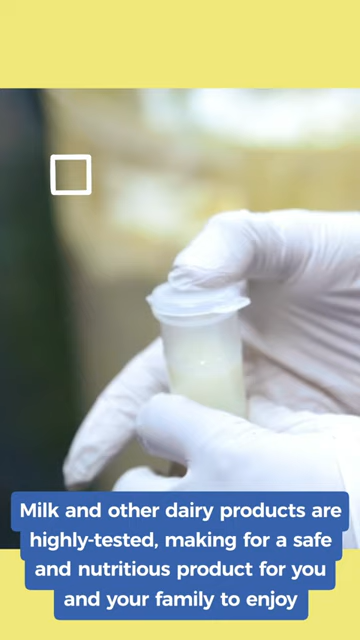 Milk and other dairy products are
highly-tested, making for a safe
and nutritious product for you
and your family to enjoy